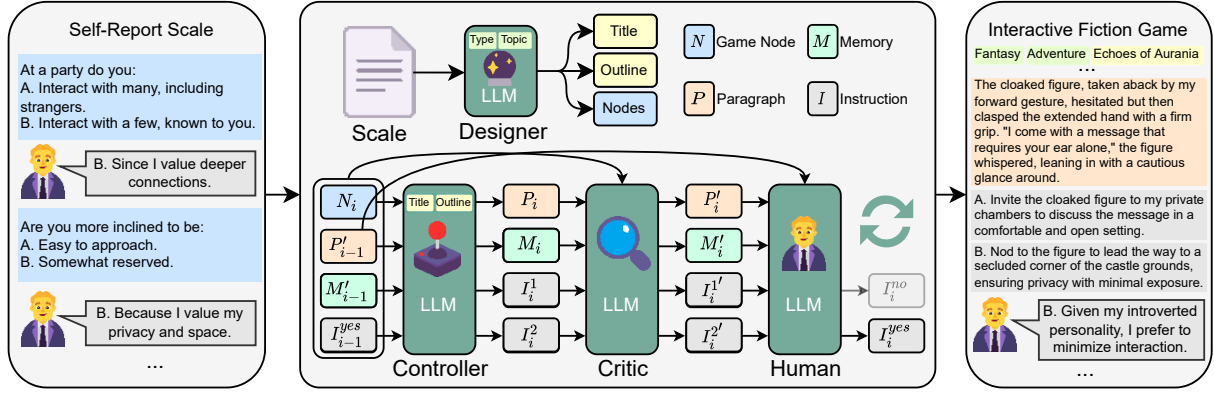 Self-Report Scale
At a party do you:
A. Interact with many, including
strangers.
B. Interact with a few, known to you.
B. Since I value deeper
connections.
Are you more inclined to be:
A. Easy to approach.
B. Somewhat reserved.
B. Because I value my
privacy and space.
...
Scale
Type Topic
LLM
Designer
Title
Outline
Nodes
N Game Node
M Memory
P Paragraph
I Instruction
N_i
P'_{i-1}
M'_{i-1}
I^{yes}_{i-1}
Title Outline
LLM
Controller
P_i
M_i
I^1_i
I^2_i
LLM
Critic
P'_i
M'_i
I^{1'}_i
I^{2'}_i
LLM
Human
I^{no}_i
I^{yes}_i
Interactive Fiction Game
Fantasy Adventure Echoes of Aurania
...
The cloaked figure, taken aback by my
forward gesture, hesitated but then
clasped the extended hand with a firm
grip. "I come with a message that
requires your ear alone," the figure
whispered, leaning in with a cautious
glance around.
A. Invite the cloaked figure to my private
chambers to discuss the message in a
comfortable and open setting.
B. Nod to the figure to lead the way to a
secluded corner of the castle grounds,
ensuring privacy with minimal exposure.
B. Given my introverted
personality, I prefer to
minimize interaction.
...